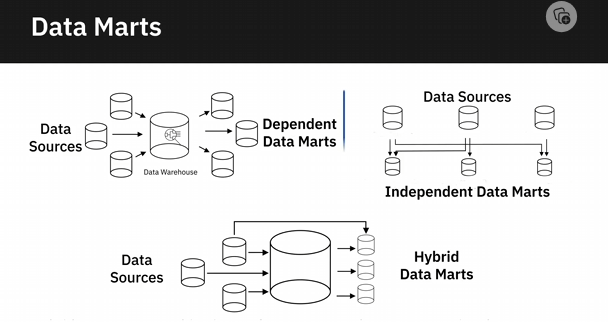 Data Marts
Data
Sources
Data Warehouse
Dependent
Data Marts
Data Sources
Independent Data Marts
Data
Sources
Hybrid
Data Marts